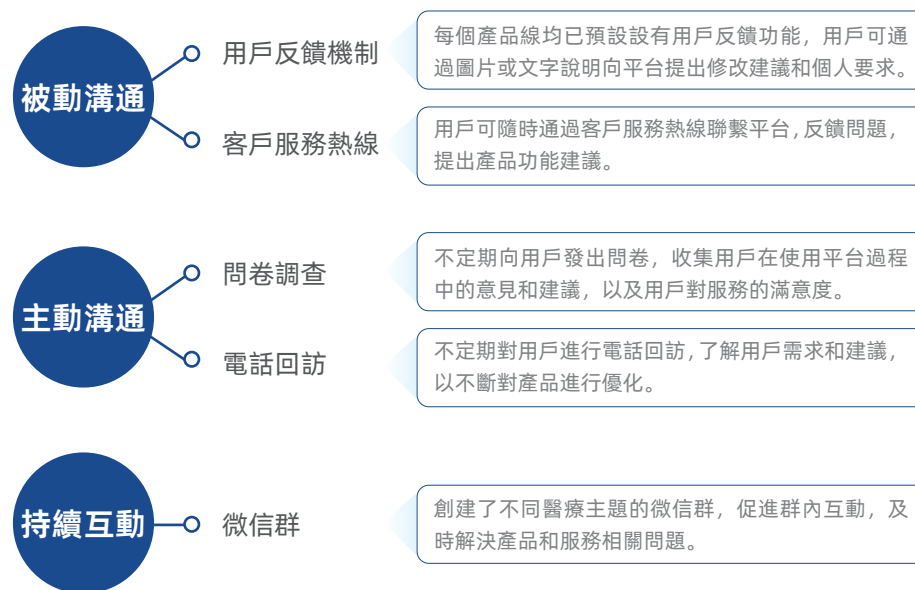 被動溝通
用戶反饋機制
每個產品線均已預設設有用戶反饋功能，用戶可通
過圖片或文字說明向平台提出修改建議和個人要求。
客戶服務熱線
用戶可隨時通過客戶服務熱線聯繫平台，反饋問題，
提出產品功能建議。
主動溝通
問卷調查
不定期向用戶發出問卷，收集用戶在使用平台過程
中的意見和建議，以及用戶對服務的滿意度。
電話回訪
不定期對用戶進行電話回訪，了解用戶需求和建議，
以不斷對產品進行優化。
持續互動
微信群
創建了不同醫療主題的微信群，促進群內互動，及
時解決產品和服務相關問題。